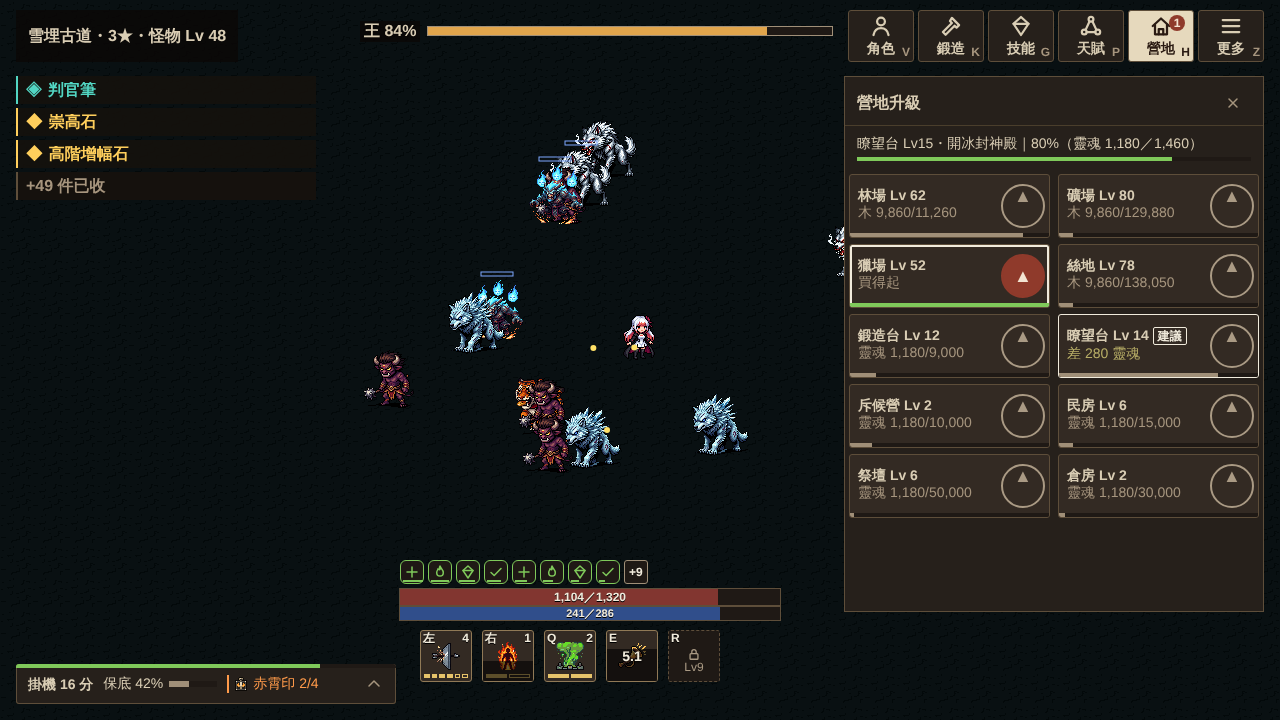 雪埋古道・3★・怪物 Lv 48
王 84%
角色 V
鍛造 K
技能 G
天賦 P
營地 H 1
更多 Z
◈ 判官筆
◆ 崇高石
◆ 高階增幅石
+49 件已收
營地升級 ×
瞭望台 Lv15・開冰封神殿｜80%（靈魂 1,180／1,460）
林場 Lv 62
木 9,860/11,260
礦場 Lv 80
木 9,860/129,880
獵場 Lv 52
買得起
絲地 Lv 78
木 9,860/138,050
鍛造台 Lv 12
靈魂 1,180/9,000
瞭望台 Lv 14 建議
差 280 靈魂
斥候營 Lv 2
靈魂 1,180/10,000
民房 Lv 6
靈魂 1,180/15,000
祭壇 Lv 6
靈魂 1,180/50,000
倉房 Lv 2
靈魂 1,180/30,000
+9
1,104／1,320
241／286
左 4
右 1
Q 2
E 5.1
R Lv9
掛機 16 分 保底 42% 赤霄印 2/4